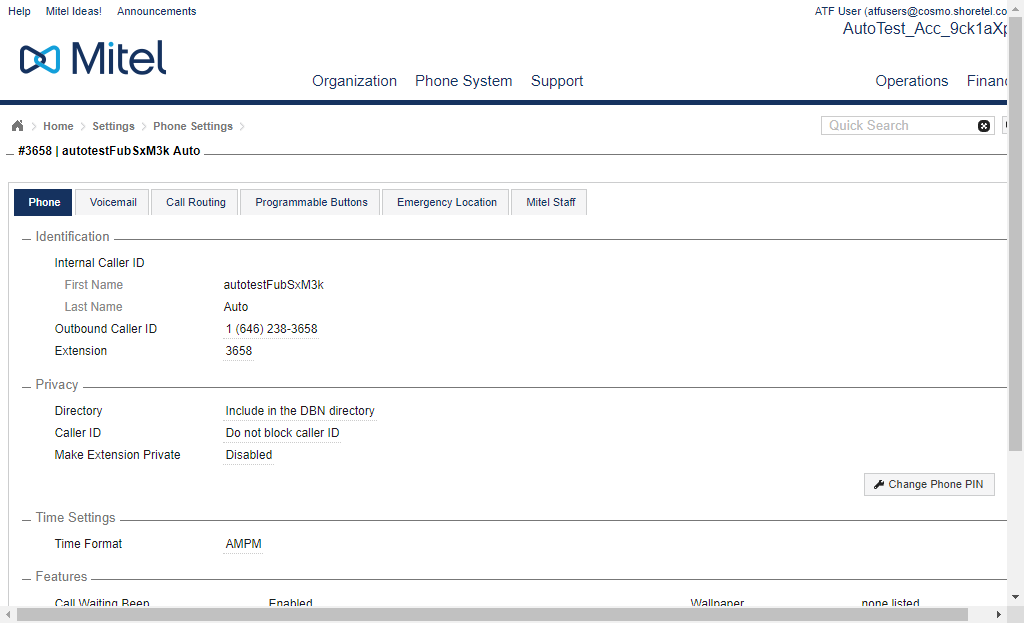 Help Mitel Ideas! Announcements ATF User (atfusers@cosmo.shoretel.co
AutoTest_Acc_9ck1aXp
Mitel
Organization Phone System Support Operations Financ
Home Settings Phone Settings Quick Search
#3658 | autotestFubSxM3k Auto
Phone Voicemail Call Routing Programmable Buttons Emergency Location Mitel Staff
Identification
Internal Caller ID
First Name autotestFubSxM3k
Last Name Auto
Outbound Caller ID 1 (646) 238-3658
Extension 3658
Privacy
Directory Include in the DBN directory
Caller ID Do not block caller ID
Make Extension Private Disabled
Change Phone PIN
Time Settings
Time Format AMPM
Features
Call Waiting Beep Enabled Wallpaper none listed